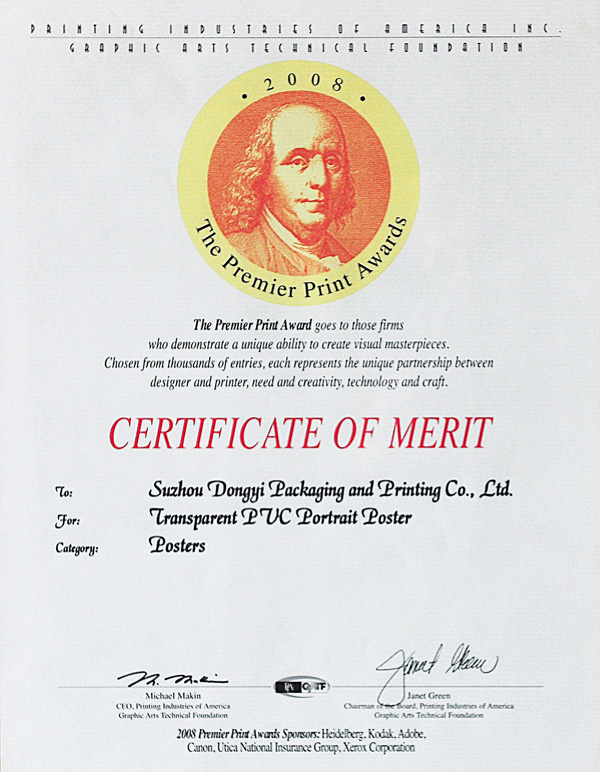 PRINTING INDUSTRIES OF AMERICA INC.
GRAPHIC ARTS TECHNICAL FOUNDATION
• 2008 •
The Premier Print Awards
The Premier Print Award goes to those firms
who demonstrate a unique ability to create visual masterpieces.
Chosen from thousands of entries, each represents the unique partnership between
designer and printer, need and creativity, technology and craft.
CERTIFICATE OF MERIT
To: Suzhou Dongyi Packaging and Printing Co., Ltd.
For: Transparent PVC Portrait Poster
Category: Posters
M. Makin
Janet Green
PIA GATF
Michael Makin
CEO, Printing Industries of America
Graphic Arts Technical Foundation
Janet Green
Chairman of the Board, Printing Industries of America
Graphic Arts Technical Foundation
2008 Premier Print Awards Sponsors: Heidelberg, Kodak, Adobe,
Canon, Utica National Insurance Group, Xerox Corporation